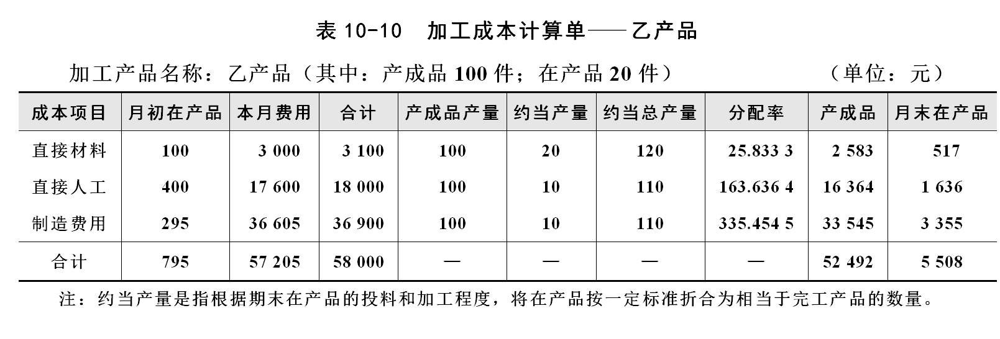 表 10-10 加工成本计算单——乙产品
加工产品名称：乙产品（其中：产成品 100 件；在产品 20 件） （单位：元）
成本项目 月初在产品 本月费用 合计 产成品产量 约当产量 约当总产量 分配率 产成品 月末在产品
直接材料 100 3 000 3 100 100 20 120 25.833 3 2 583 517
直接人工 400 17 600 18 000 100 10 110 163.636 4 16 364 1 636
制造费用 295 36 605 36 900 100 10 110 335.454 5 33 545 3 355
合计 795 57 205 58 000 — — — — 52 492 5 508
注：约当产量是指根据期末在产品的投料和加工程度，将在产品按一定标准折合为相当于完工产品的数量。